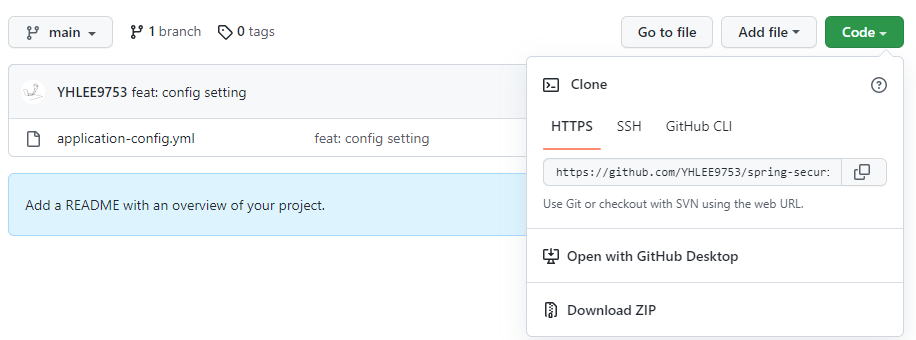 main 1 branch 0 tags Go to file Add file Code
YHLEE9753 feat: config setting
application-config.yml feat: config setting
Add a README with an overview of your project.
Clone
HTTPS SSH GitHub CLI
https://github.com/YHLEE9753/spring-secur
Use Git or checkout with SVN using the web URL.
Open with GitHub Desktop
Download ZIP